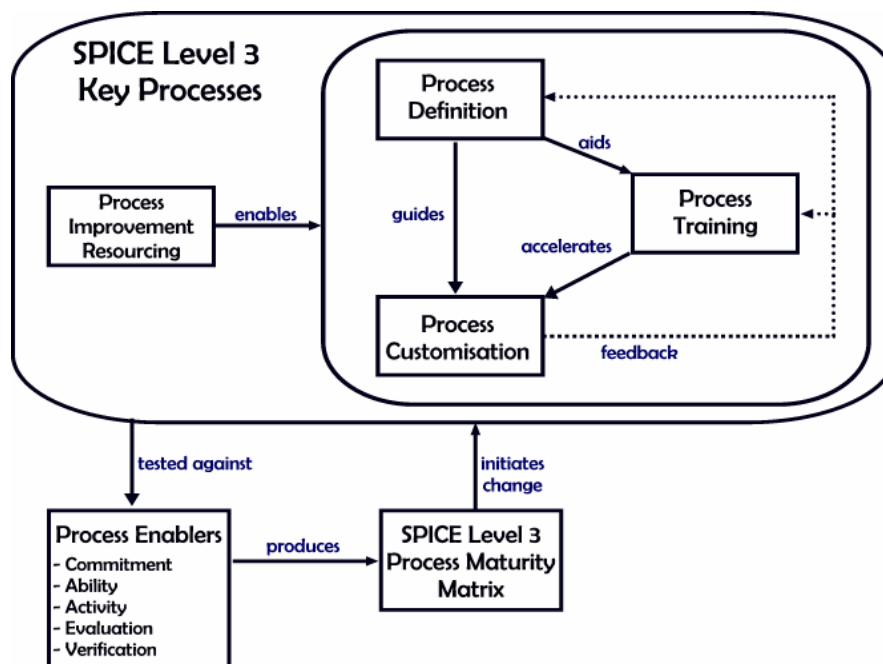 SPICE Level 3
Key Processes
Process
Definition
aids
Process
Improvement
Resourcing
enables
guides
Process
Training
accelerates
Process
Customisation
feedback
tested against
initiates
change
Process Enablers
- Commitment
- Ability
- Activity
- Evaluation
- Verification
produces
SPICE Level 3
Process Maturity
Matrix